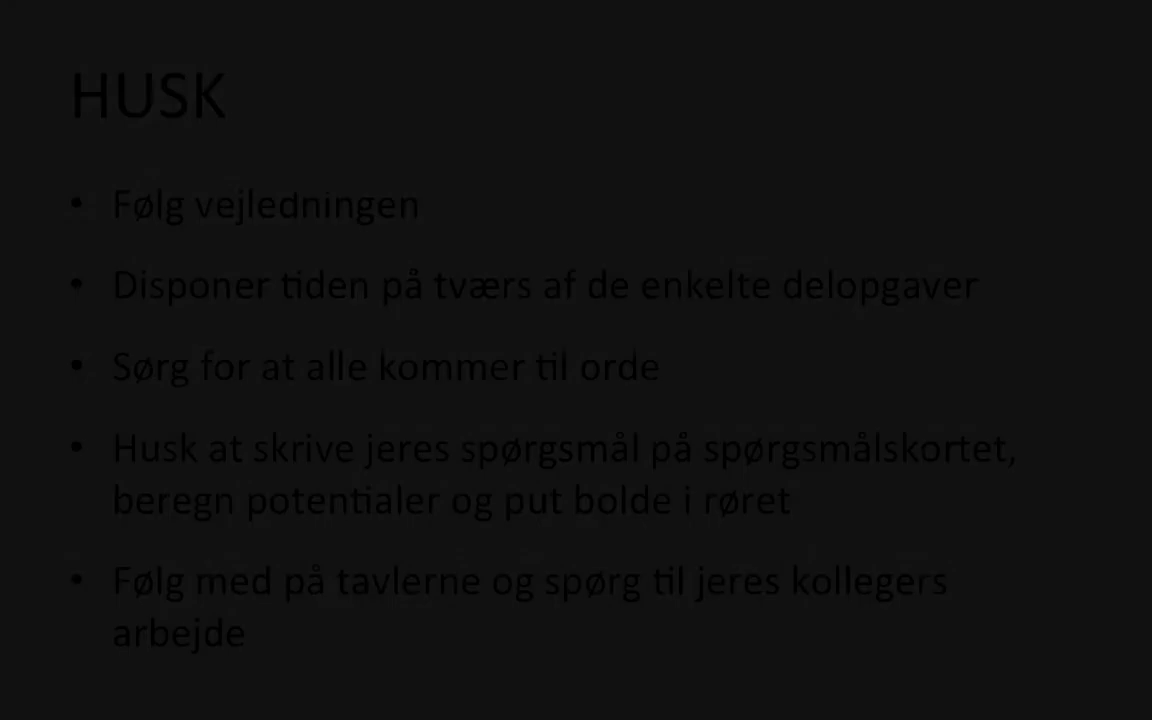 HUSK
• Følg vejledningen
• Disponer tiden på tværs af de enkelte delopgaver
• Sørg for at alle kommer til orde
• Husk at skrive jeres spørgsmål på spørgsmålskortet,
beregn potentialer og put bolde i røret
• Følg med på tavlerne og spørg til jeres kollegers
arbejde